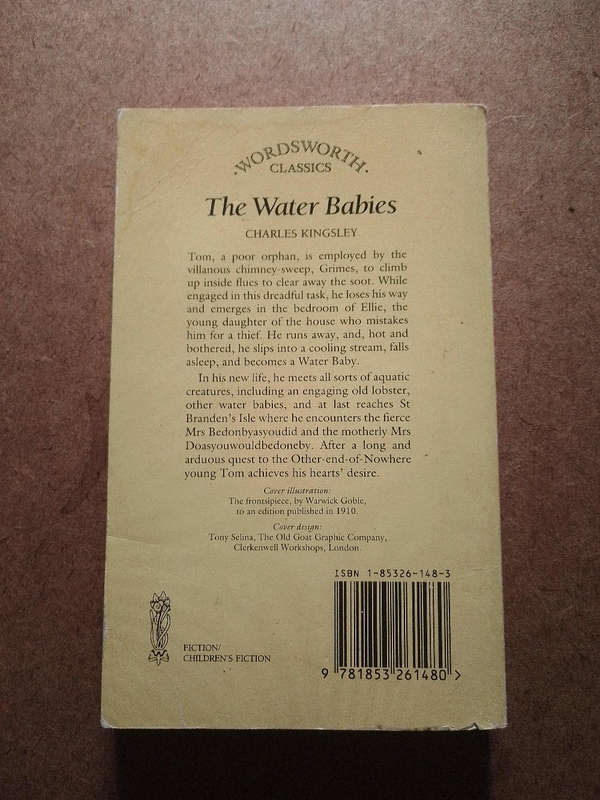 ·WORDSWORTH·
CLASSICS
The Water Babies
CHARLES KINGSLEY
Tom, a poor orphan, is employed by the
villanous chimney-sweep, Grimes, to climb
up inside flues to clear away the soot. While
engaged in this dreadful task, he loses his way
and emerges in the bedroom of Ellie, the
young daughter of the house who mistakes
him for a thief. He runs away, and, hot and
bothered, he slips into a cooling stream, falls
asleep, and becomes a Water Baby.
In his new life, he meets all sorts of aquatic
creatures, including an engaging old lobster,
other water babies, and at last reaches St
Branden's Isle where he encounters the fierce
Mrs Bedonbyasyoudid and the motherly Mrs
Doasyouwouldbedoneby. After a long and
arduous quest to the Other-end-of-Nowhere
young Tom achieves his hearts' desire.
Cover illustration:
The frontsipiece, by Warwick Goble,
to an edition published in 1910.
Cover design:
Tony Selina, The Old Goat Graphic Company,
Clerkenwell Workshops, London
ISBN 1-85326-148-3
9 781853 261480 >
W
FICTION/
CHILDREN'S FICTION